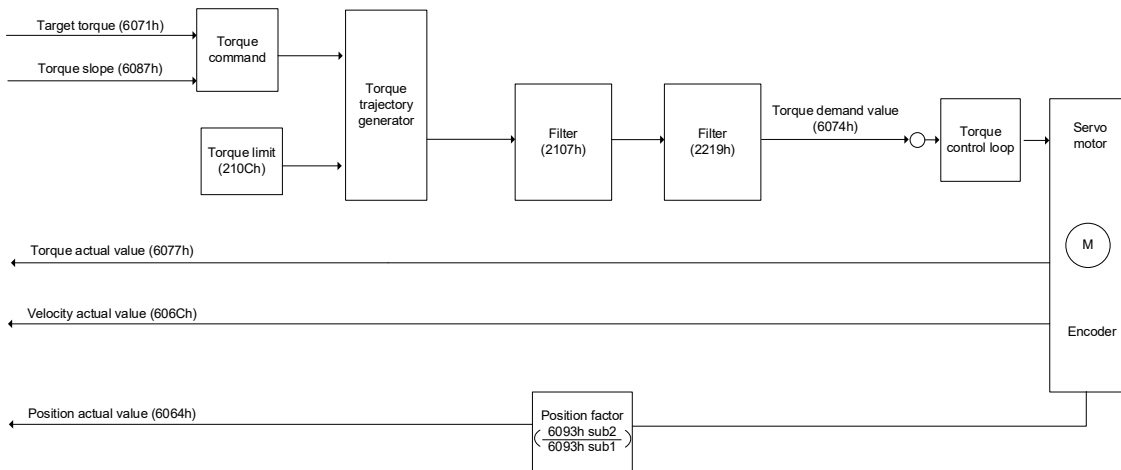 Target torque (6071h)
Torque slope (6087h)
Torque
command
Torque limit
(210Ch)
Torque
trajectory
generator
Filter
(2107h)
Filter
(2219h)
Torque demand value
(6074h)
Torque
control loop
Servo
motor
M
Encoder
Torque actual value (6077h)
Velocity actual value (606Ch)
Position actual value (6064h)
Position factor
(6093h sub2
6093h sub1)